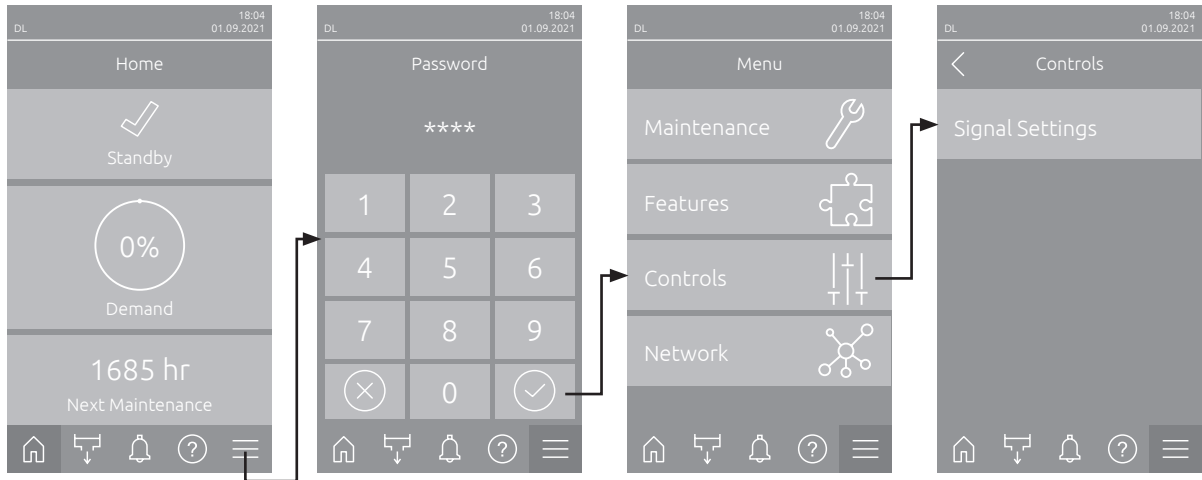 18:04
DL 01.09.2021
Home
Standby
0%
Demand
1685 hr
Next Maintenance
?
18:04
DL 01.09.2021
Password
****
1 2 3
4 5 6
7 8 9
0
?
18:04
DL 01.09.2021
Menu
Maintenance
Features
Controls
Network
?
18:04
DL 01.09.2021
Controls
Signal Settings
?